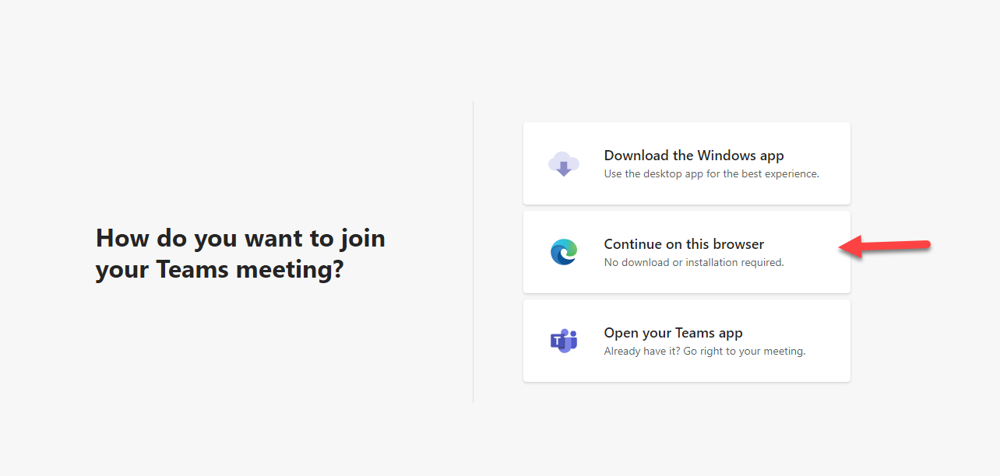 How do you want to join
your Teams meeting?
Download the Windows app
Use the desktop app for the best experience.
Continue on this browser
No download or installation required.
T
Open your Teams app
Already have it? Go right to your meeting.